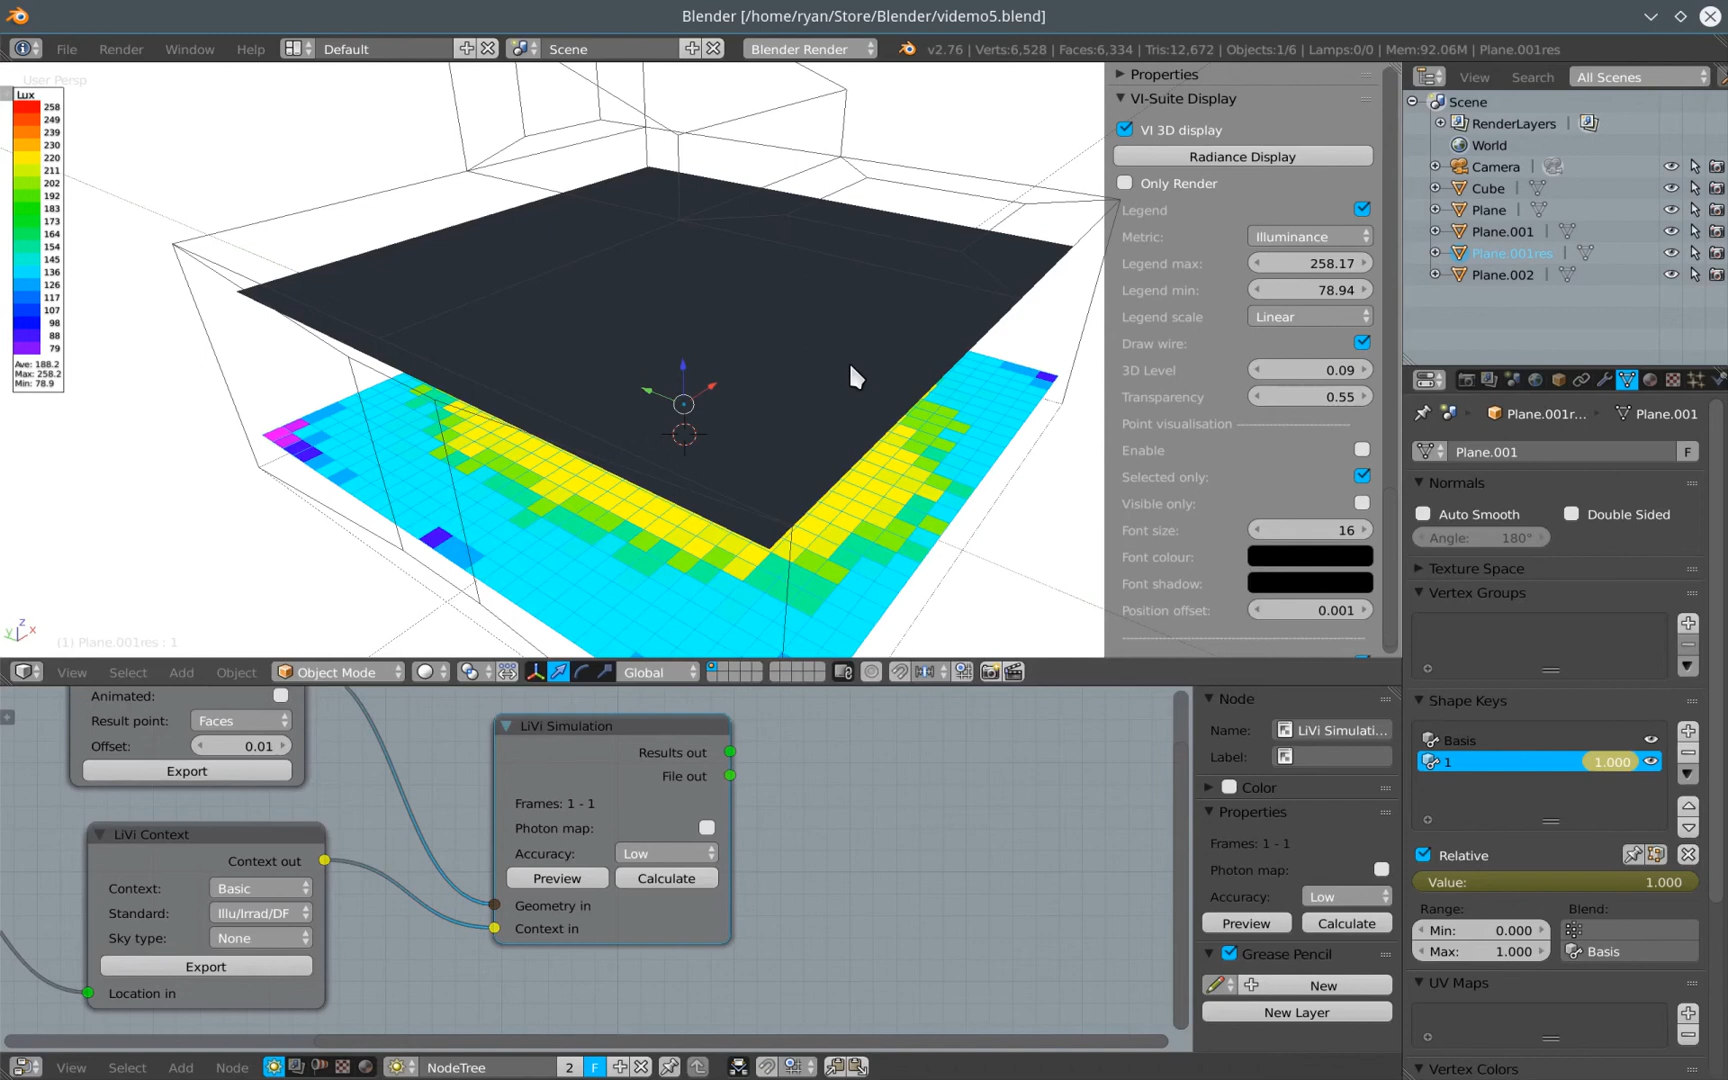 Blender [/home/ryan/Store/Blender/videmo5.blend]
File Render Window Help Default Scene Blender Render v2.76 | Verts:6,528 | Faces:6,334 | Tris:12,672 | Objects:1/6 | Lamps:0/0 | Mem:92.06M | Plane.001res
User Persp
Lux
258
249
239
230
220
211
202
192
183
173
164
154
145
136
126
117
107
98
88
79
Ave: 188.2
Max: 258.2
Min: 78.9
z
y x
(1) Plane.001res : 1
Properties
VI-Suite Display
VI 3D display
Radiance Display
Only Render
Legend
Metric: Illuminance
Legend max: 258.17
Legend min: 78.94
Legend scale Linear
Draw wire:
3D Level 0.09
Transparency 0.55
Point visualisation ---------------------
Enable
Selected only:
Visible only:
Font size: 16
Font colour:
Font shadow:
Position offset: 0.001
View Search All Scenes
Scene
RenderLayers
World
Camera
Cube
Plane
Plane.001
Plane.001res
Plane.002
Plane.001r... Plane.001
Plane.001 F
Normals
Auto Smooth Double Sided
Angle: 180°
Texture Space
Vertex Groups
Shape Keys
Basis
1 1.000
Relative
Value: 1.000
Range: Blend:
Min: 0.000
Max: 1.000 Basis
UV Maps
Vertex Colors
View Select Add Object Object Mode Global
Animated:
Result point: Faces
Offset: 0.01
Export
LiVi Context
Context out
Context: Basic
Standard: Illu/Irrad/DF
Sky type: None
Export
Location in
LiVi Simulation
Results out
File out
Frames: 1 - 1
Photon map:
Accuracy: Low
Preview Calculate
Geometry in
Context in
Node
Name: LiVi Simulati...
Label:
Color
Properties
Frames: 1 - 1
Photon map:
Accuracy: Low
Preview Calculate
Grease Pencil
New
New Layer
View Select Add Node NodeTree 2 F